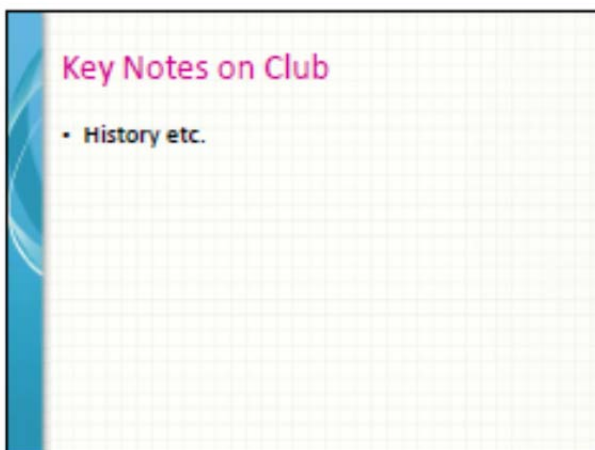 Key Notes on Club
• History etc.